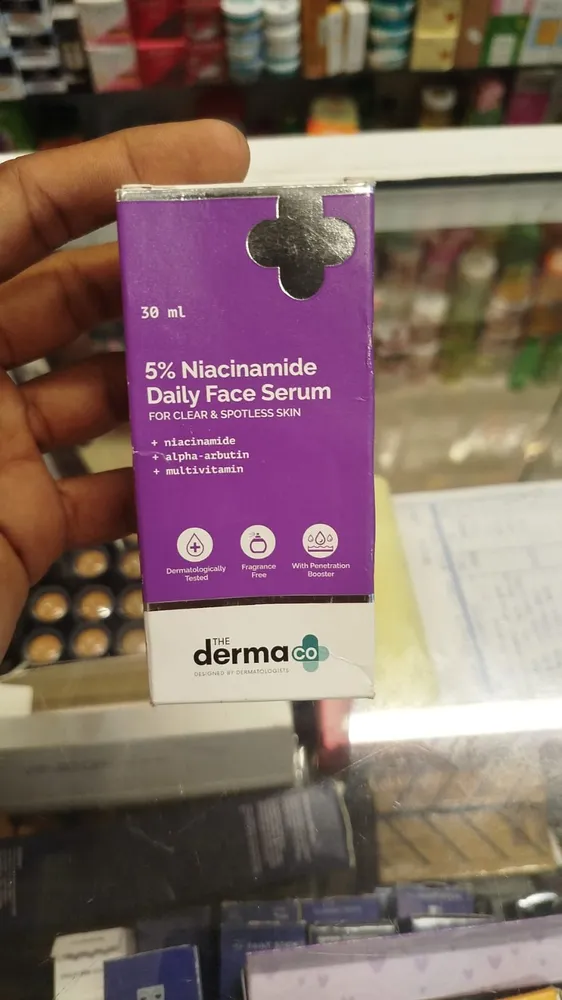 30 ml
5% Niacinamide
Daily Face Serum
FOR CLEAR & SPOTLESS SKIN
+ niacinamide
+ alpha-arbutin
+ multivitamin
Dermatologically
Tested
Fragrance
Free
With Penetration
Booster
THE
derma co
DESIGNED BY DERMATOLOGISTS